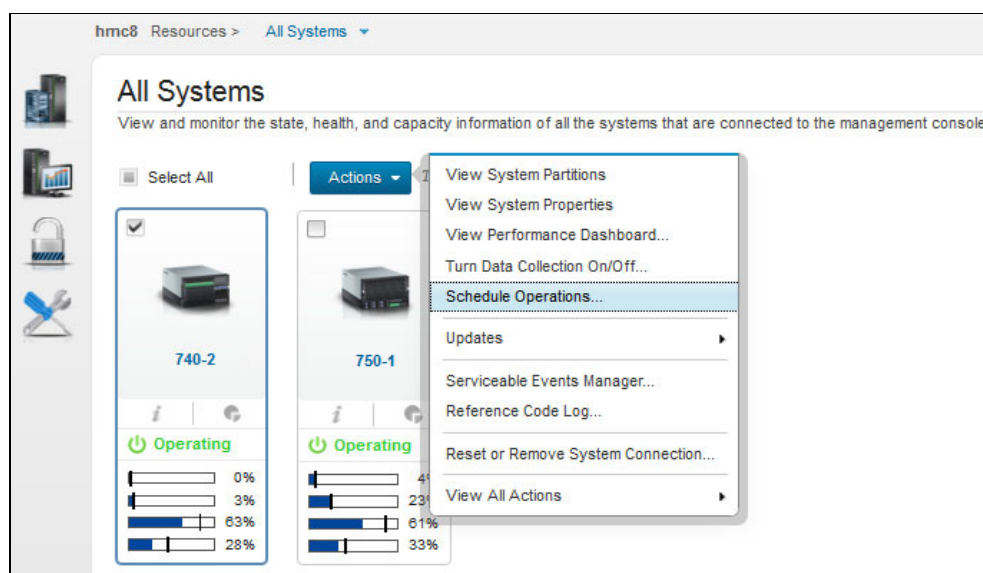 hmc8 Resources > All Systems
All Systems
View and monitor the state, health, and capacity information of all the systems that are connected to the management console
Select All
Actions
View System Partitions
View System Properties
View Performance Dashboard...
Turn Data Collection On/Off...
Schedule Operations...
Updates
Serviceable Events Manager...
Reference Code Log...
Reset or Remove System Connection...
View All Actions
740-2
i
Operating
0%
3%
63%
28%
750-1
i
Operating
61%
33%